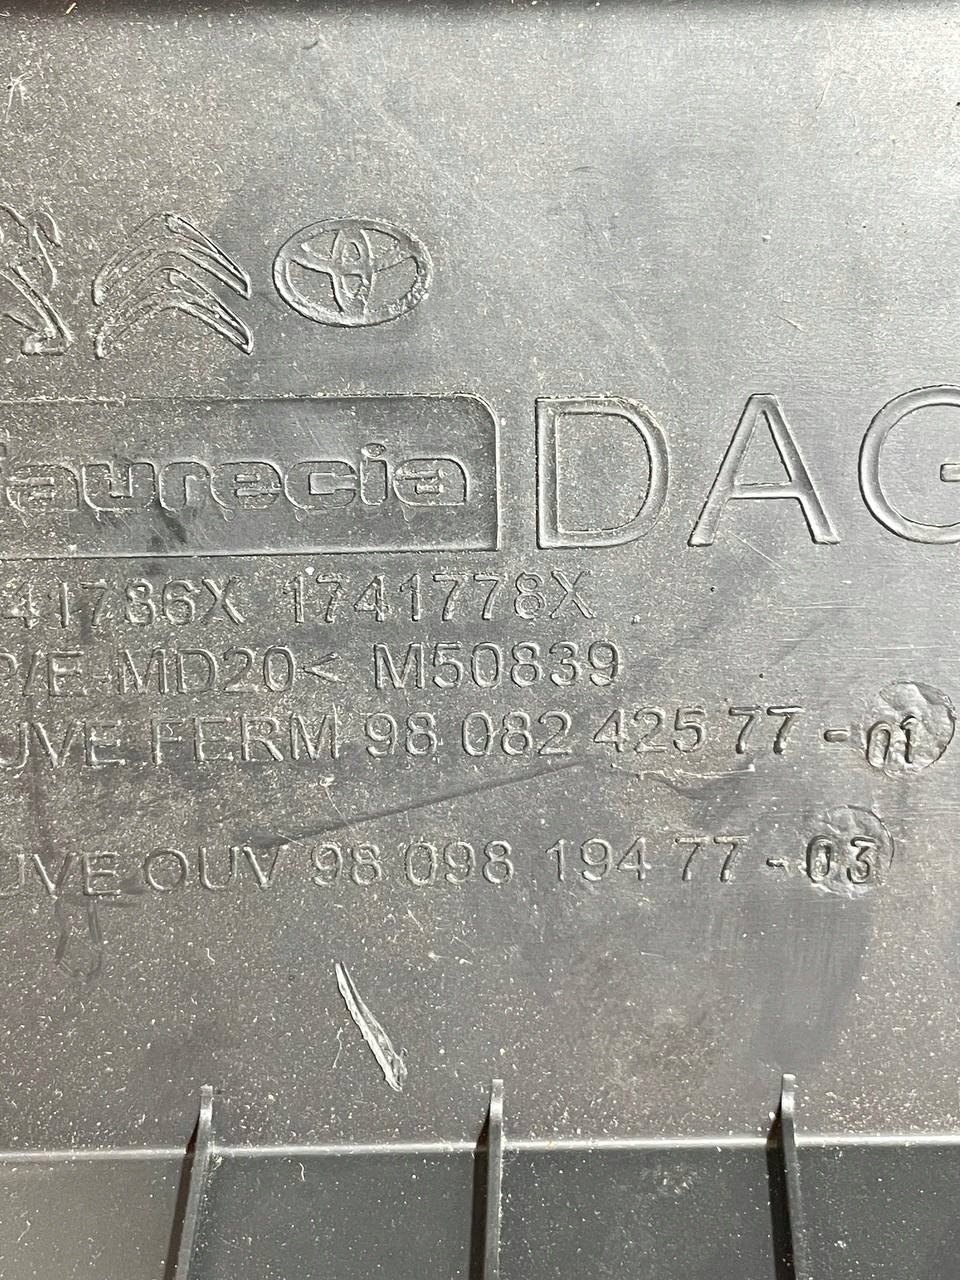 faurecia DAG
41786X 1741778X
P/E-MD20< M50839
UVE FERM 98 082 425 77 - 01
UVE OUV 98 098 194 77 - 03